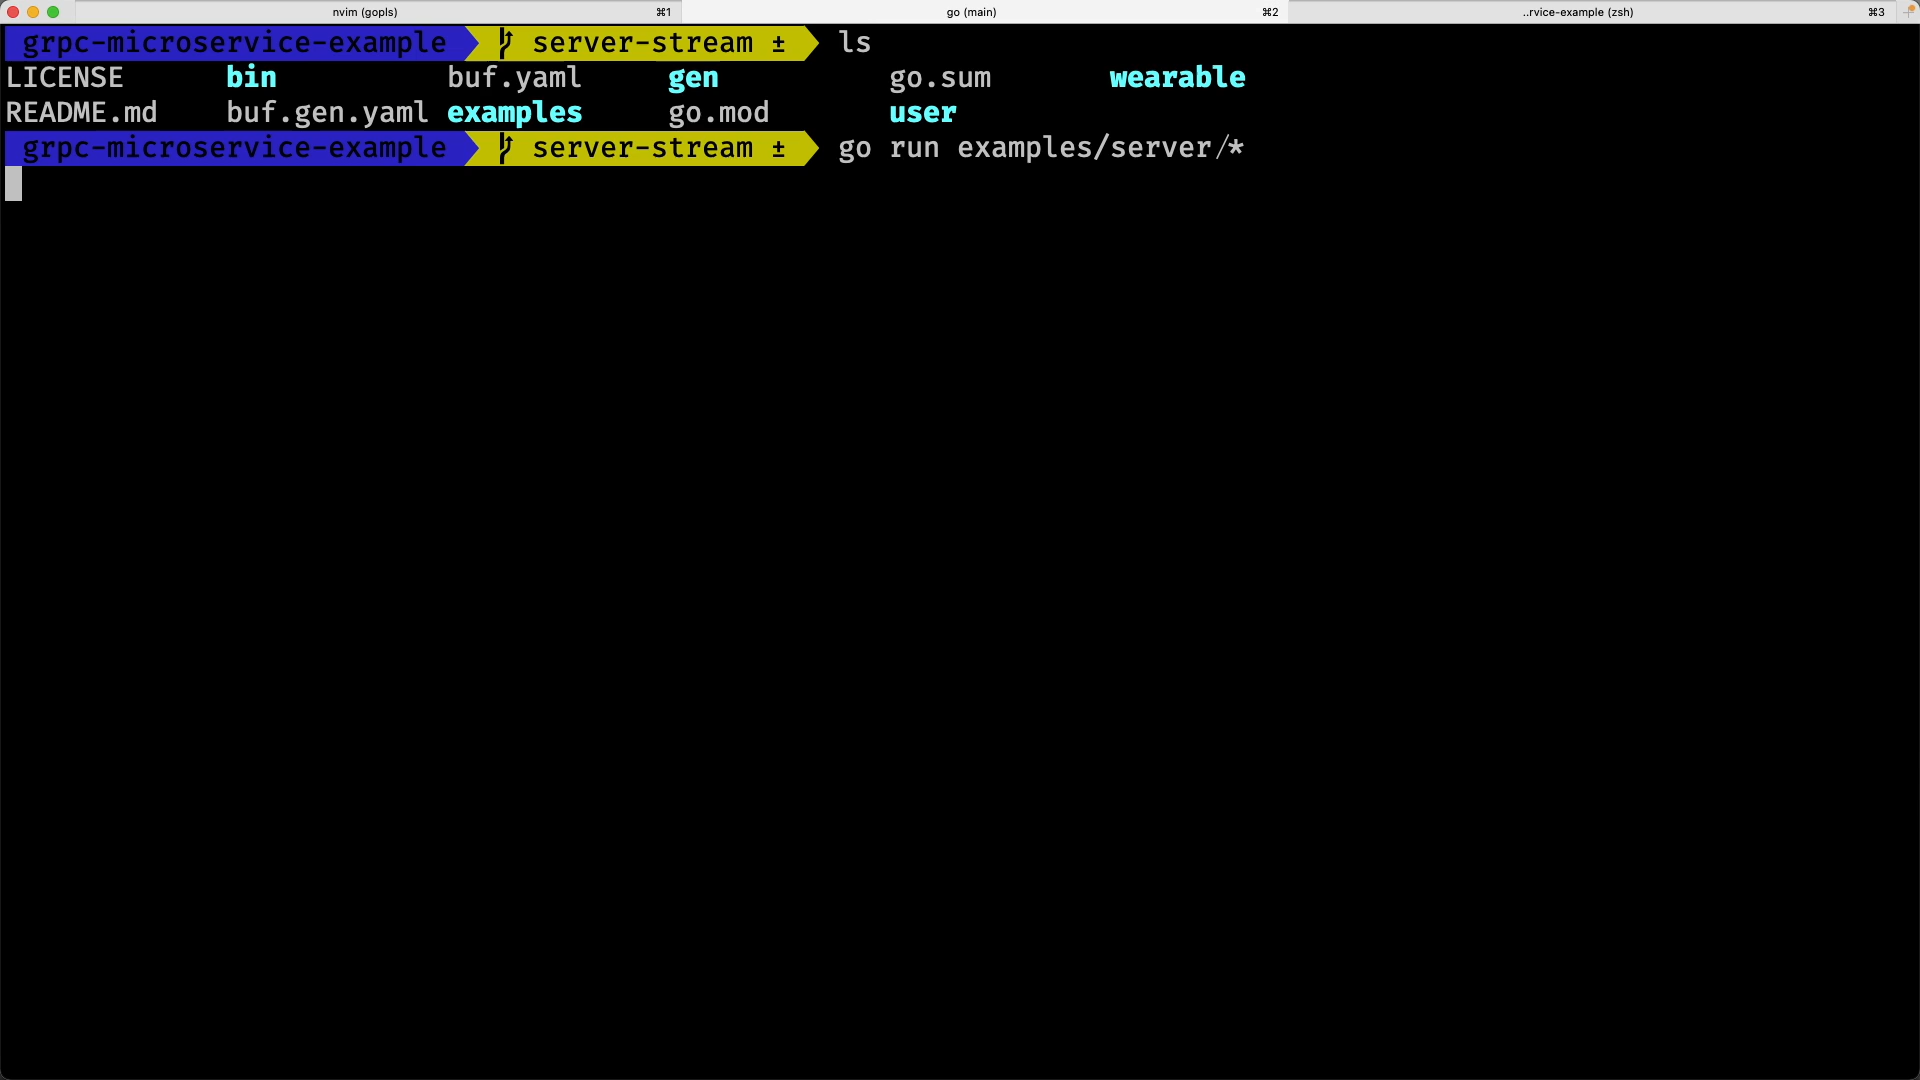 nvim (gopls) ⌘1 go (main) ⌘2 ..rvice-example (zsh) ⌘3
grpc-microservice-example server-stream ± ls
LICENSE bin buf.yaml gen go.sum wearable
README.md buf.gen.yaml examples go.mod user
grpc-microservice-example server-stream ± go run examples/server/*